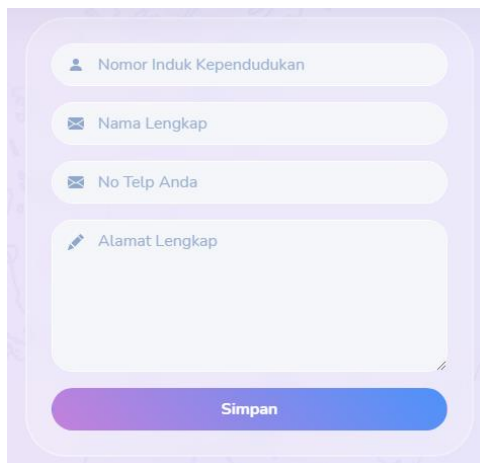 Nomor Induk Kependudukan
Nama Lengkap
No Telp Anda
Alamat Lengkap
Simpan